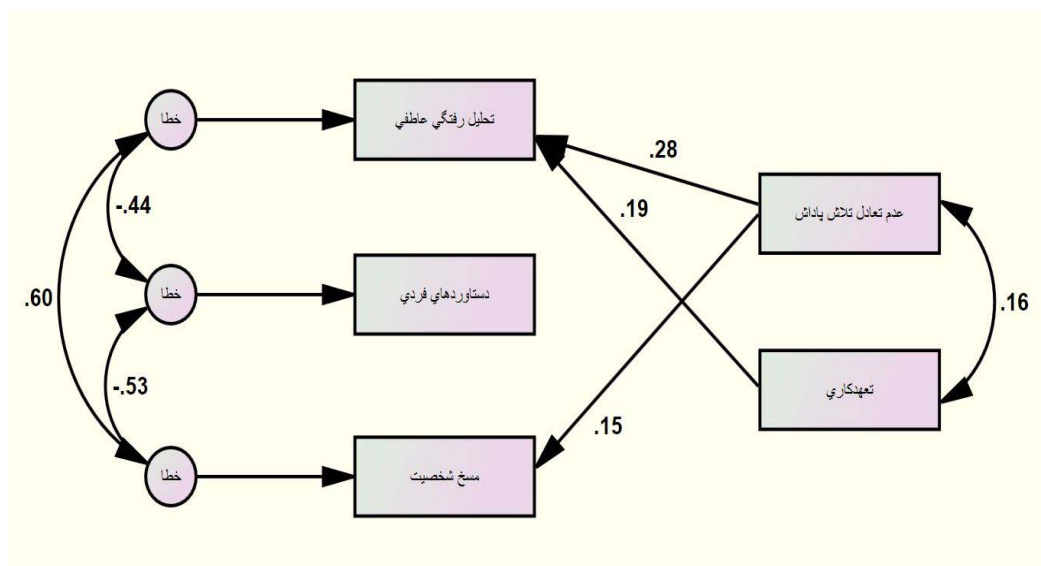 خطا
تحليل رفتگي عاطفي
.28
عدم تعادل تلاش پاداش
-.44
.19
خطا
دستاوردهاي فردي
.60
.16
-.53
تعهدکاري
.15
خطا
مسخ شخصيت